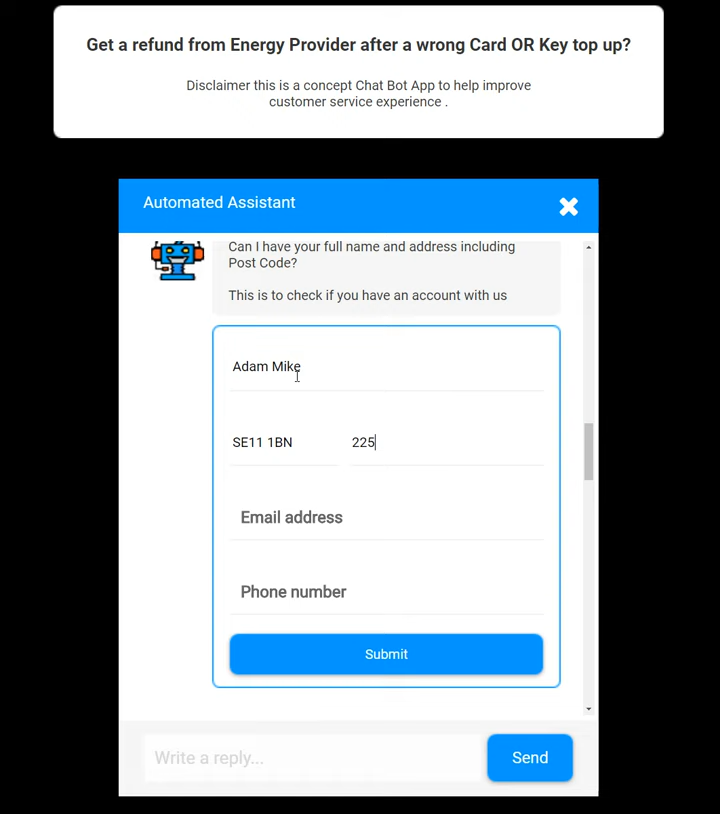 Get a refund from Energy Provider after a wrong Card OR Key top up?
Disclaimer this is a concept Chat Bot App to help improve
customer service experience .
Automated Assistant
Can I have your full name and address including
Post Code?
This is to check if you have an account with us
Adam Mike
SE11 1BN 225
Email address
Phone number
Submit
Write a reply...
Send